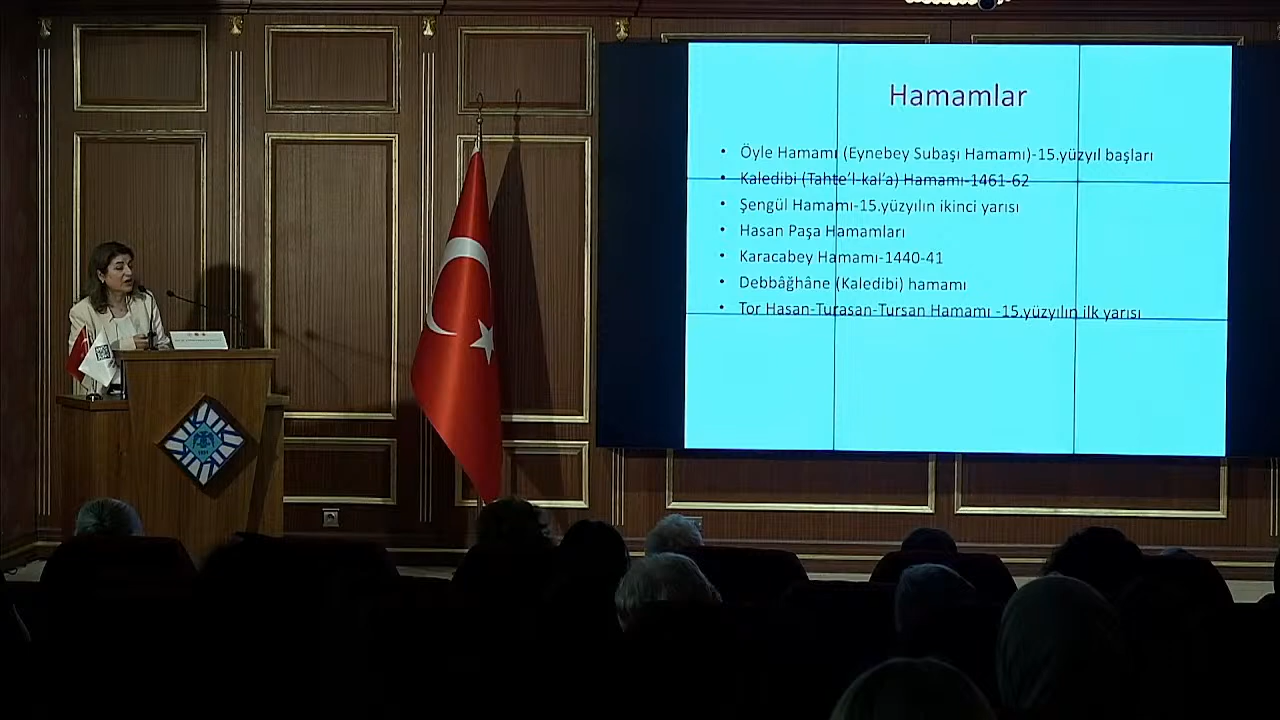 Hamamlar
• Öyle Hamamı (Eynebey Subaşı Hamamı)-15.yüzyıl başları
• Kaledibi (Tahte’l-kal’a) Hamamı-1461-62
• Şengül Hamamı-15.yüzyılın ikinci yarısı
• Hasan Paşa Hamamları
• Karacabey Hamamı-1440-41
• Debbâğhâne (Kaledibi) hamamı
• Tor Hasan-Turasan-Tursan Hamamı -15.yüzyılın ilk yarısı